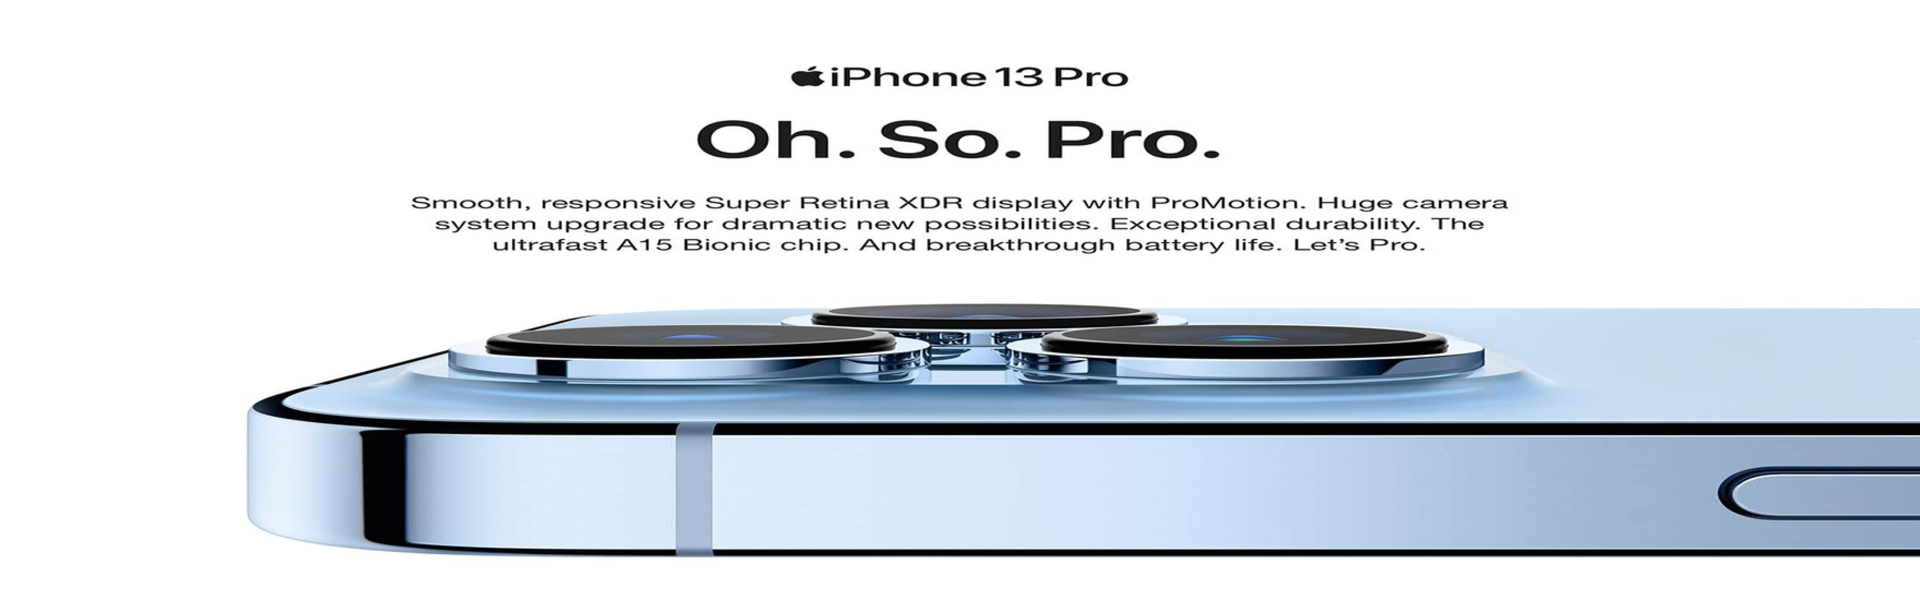 iPhone 13 Pro
Oh. So. Pro.
Smooth, responsive Super Retina XDR display with ProMotion. Huge camera
system upgrade for dramatic new possibilities. Exceptional durability. The
ultrafast A15 Bionic chip. And breakthrough battery life. Let’s Pro.